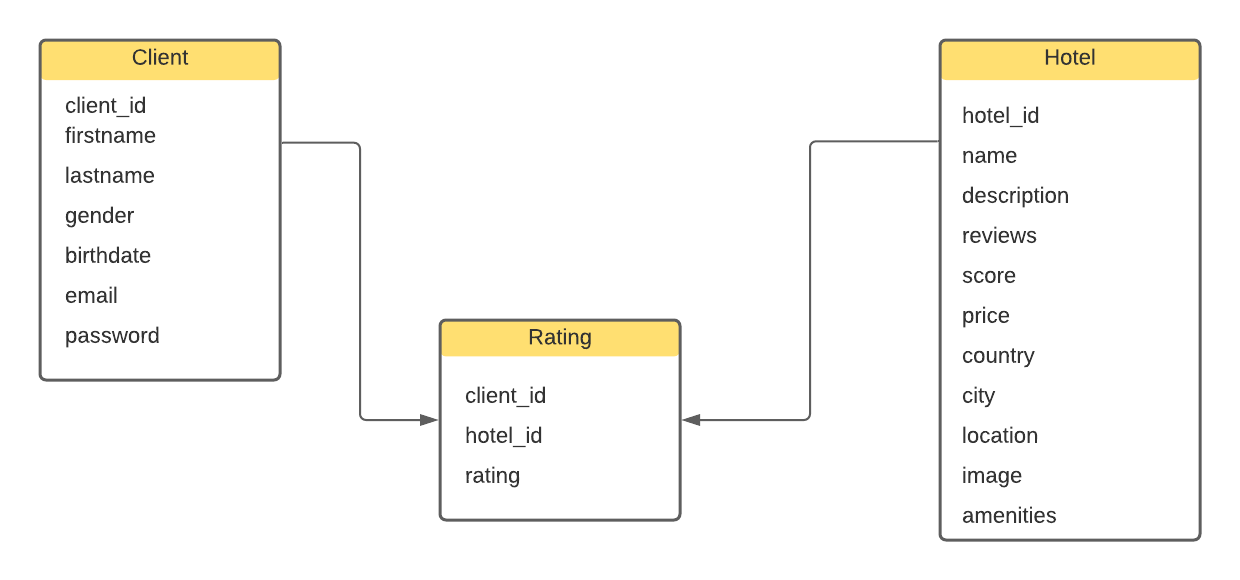 Client
client_id
firstname
lastname
gender
birthdate
email
password
Rating
client_id
hotel_id
rating
Hotel
hotel_id
name
description
reviews
score
price
country
city
location
image
amenities